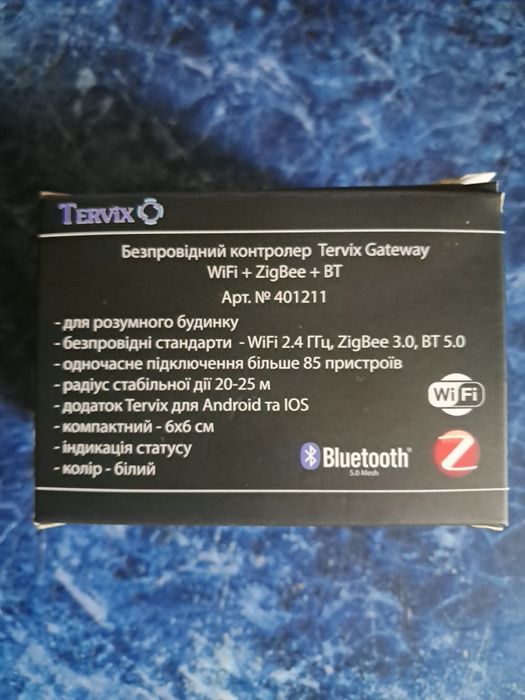 TERVIX
Безпровідний контролер Tervix Gateway
WiFi + ZigBee + BT
Арт. № 401211
-для розумного будинку
-безпровідні стандарти - WiFi 2.4 ГГц, ZigBee 3.0, BT 5.0
-одночасне підключення більше 85 пристроїв
-радіус стабільної дії 20-25 м
-додаток Tervix для Android та IOS
-компактний - 6х6 см
-індикація статусу
-колір - білий
Wi Fi
Bluetooth®
5.0 Mesh